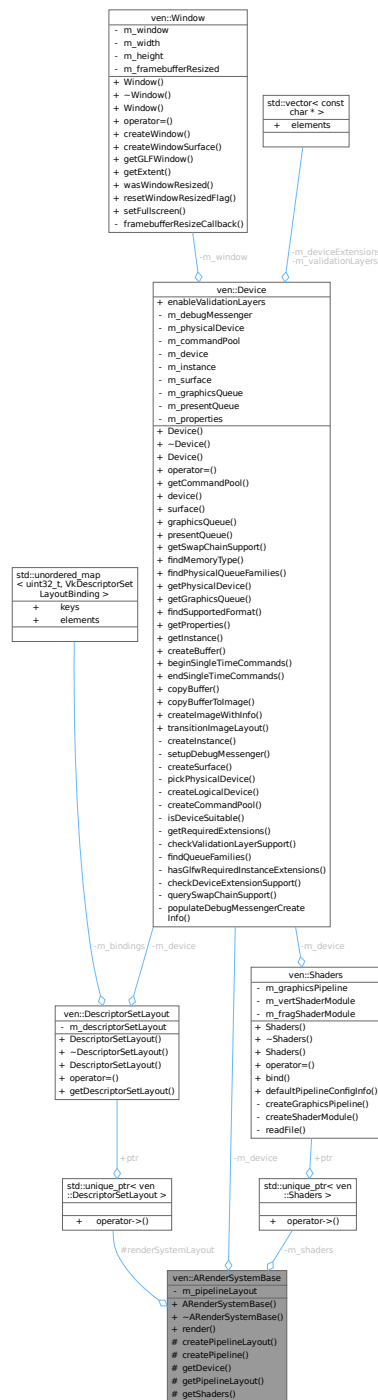 ven::Window
- m_window
- m_width
- m_height
- m_framebufferResized
+ Window()
+ ~Window()
+ Window()
+ operator=()
+ createWindow()
+ createWindowSurface()
+ getGLFWindow()
+ getExtent()
+ wasWindowResized()
+ resetWindowResizedFlag()
+ setFullscreen()
- framebufferResizeCallback()
std::vector< const
char * >
+ elements
-m_window
-m_deviceExtensions
-m_validationLayers
ven::Device
+ enableValidationLayers
- m_debugMessenger
- m_physicalDevice
- m_commandPool
- m_device
- m_instance
- m_surface
- m_graphicsQueue
- m_presentQueue
- m_properties
+ Device()
+ ~Device()
+ Device()
+ operator=()
+ getCommandPool()
+ device()
+ surface()
+ graphicsQueue()
+ presentQueue()
+ getSwapChainSupport()
+ findMemoryType()
+ findPhysicalQueueFamilies()
+ getPhysicalDevice()
+ getGraphicsQueue()
+ findSupportedFormat()
+ getProperties()
+ getInstance()
+ createBuffer()
+ beginSingleTimeCommands()
+ endSingleTimeCommands()
+ copyBuffer()
+ copyBufferToImage()
+ createImageWithInfo()
+ transitionImageLayout()
- createInstance()
- setupDebugMessenger()
- createSurface()
- pickPhysicalDevice()
- createLogicalDevice()
- createCommandPool()
- isDeviceSuitable()
- getRequiredExtensions()
- checkValidationLayerSupport()
- findQueueFamilies()
- hasGlfwRequiredInstanceExtensions()
- checkDeviceExtensionSupport()
- querySwapChainSupport()
- populateDebugMessengerCreate
Info()
std::unordered_map
< uint32_t, VkDescriptorSet
LayoutBinding >
+ keys
+ elements
-m_bindings
-m_device
-m_device
ven::DescriptorSetLayout
- m_descriptorSetLayout
+ DescriptorSetLayout()
+ ~DescriptorSetLayout()
+ DescriptorSetLayout()
+ operator=()
+ getDescriptorSetLayout()
ven::Shaders
- m_graphicsPipeline
- m_vertShaderModule
- m_fragShaderModule
+ Shaders()
+ ~Shaders()
+ Shaders()
+ operator=()
+ bind()
+ defaultPipelineConfigInfo()
- createGraphicsPipeline()
- createShaderModule()
- readFile()
+ptr
-m_device
+ptr
std::unique_ptr< ven
::DescriptorSetLayout >
+ operator->()
std::unique_ptr< ven
::Shaders >
+ operator->()
#renderSystemLayout
-m_shaders
ven::ARenderSystemBase
- m_pipelineLayout
+ ARenderSystemBase()
+ ~ARenderSystemBase()
+ render()
# createPipelineLayout()
# createPipeline()
# getDevice()
# getPipelineLayout()
# getShaders()